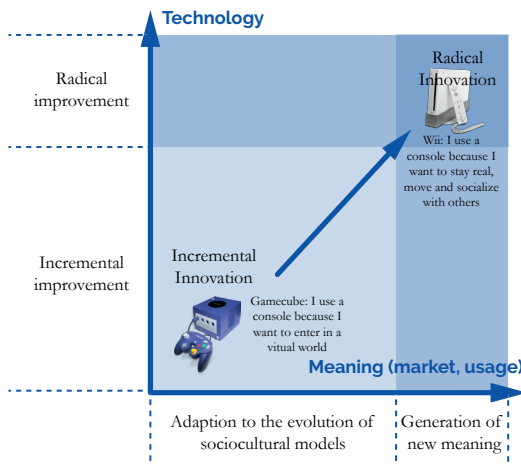 Technology
Radical
improvement
Radical
Innovation
Wii: I use a
console because I
want to stay real,
move and socialize
with others
Incremental
improvement
Incremental
Innovation
Gamecube: I use a
console because I
want to enter in a
vitual world
Meaning (market, usage)
Adaption to the evolution of
sociocultural models
Generation of
new meaning